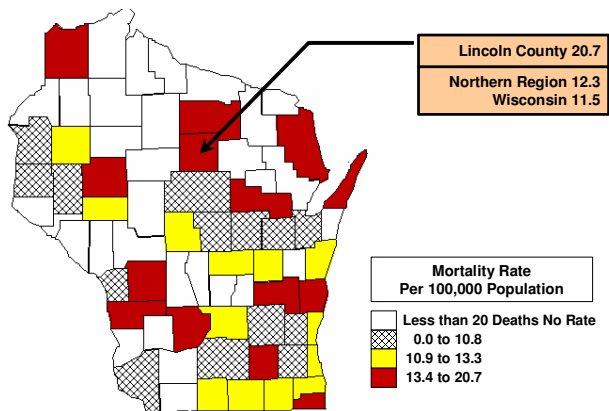 Lincoln County 20.7
Northern Region 12.3
Wisconsin 11.5
Mortality Rate
Per 100,000 Population
Less than 20 Deaths No Rate
0.0 to 10.8
10.9 to 13.3
13.4 to 20.7